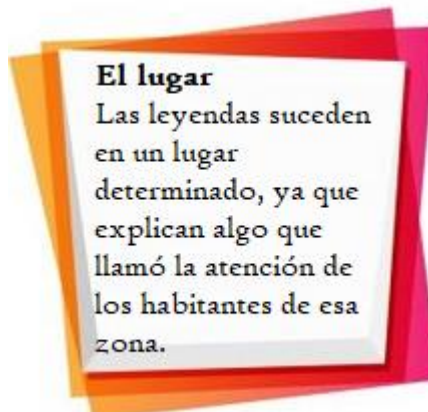 El lugar
Las leyendas suceden
en un lugar
determinado, ya que
explican algo que
llamó la atención de
los habitantes de esa
zona.